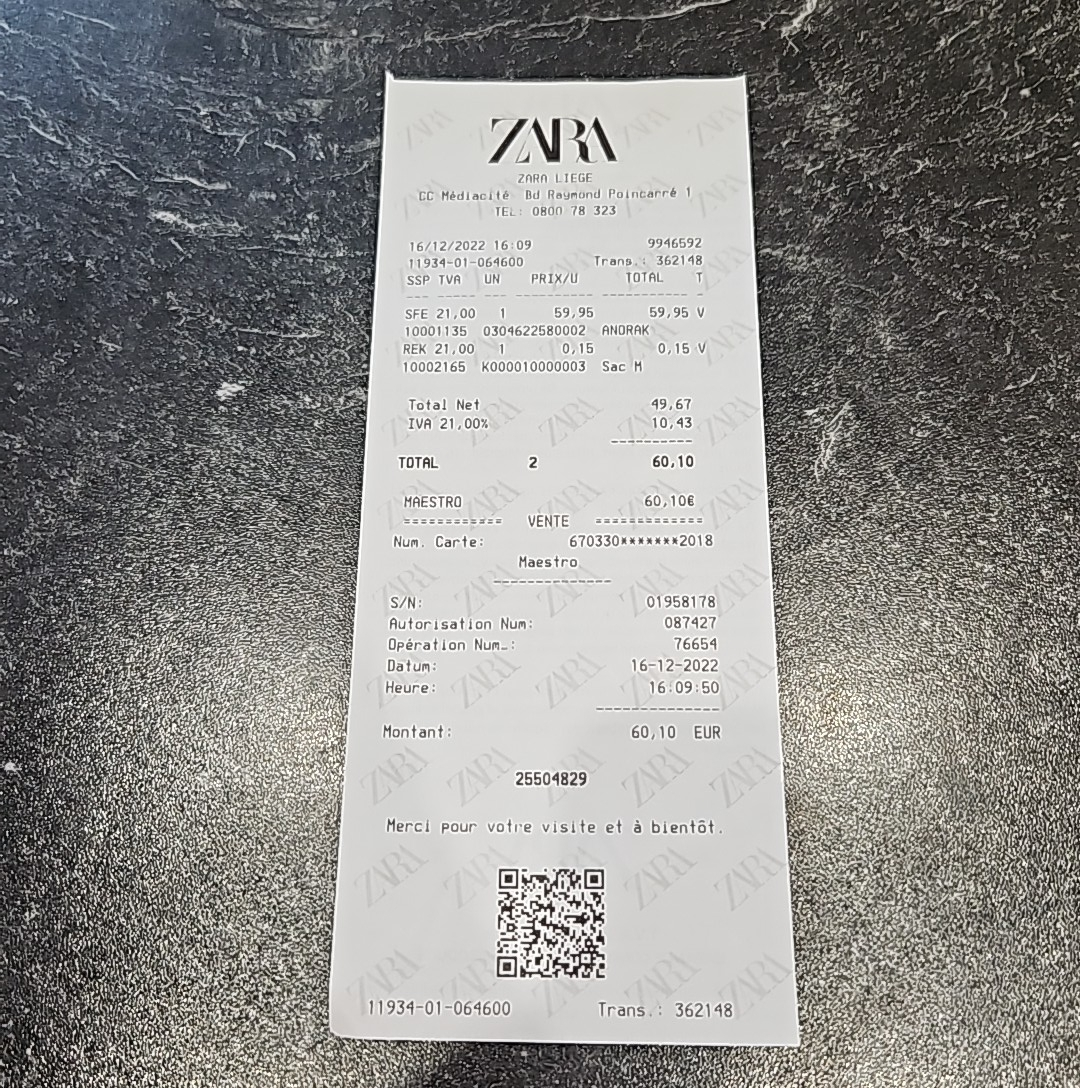 ZARA
ZARA LIEGE
CC Médiacité Bd Raymond Poincarré 1
TEL: 0800 78 323
16/12/2022 16:09 9946592
11934-01-064600 Trans.: 362148
SSP TVA UN PRIX/U TOTAL T
--- ----- --- ---------- ----------- -
SFE 21,00 1 59,95 59,95 V
10001135 0304622580002 ANORAK
REK 21,00 1 0,15 0,15 V
10002165 K000010000003 Sac M
Total Net 49,67
IVA 21,00% 10,43
----------
TOTAL 2 60,10
MAESTRO 60,10€
============ VENTE =============
Num. Carte: 670330*******2018
Maestro
--------------
S/N: 01958178
Autorisation Num: 087427
Opération Num_: 76654
Datum: 16-12-2022
Heure: 16:09:50
--------------
Montant: 60,10 EUR
25504829
Merci pour votre visite et à bientôt.
11934-01-064600 Trans.: 362148